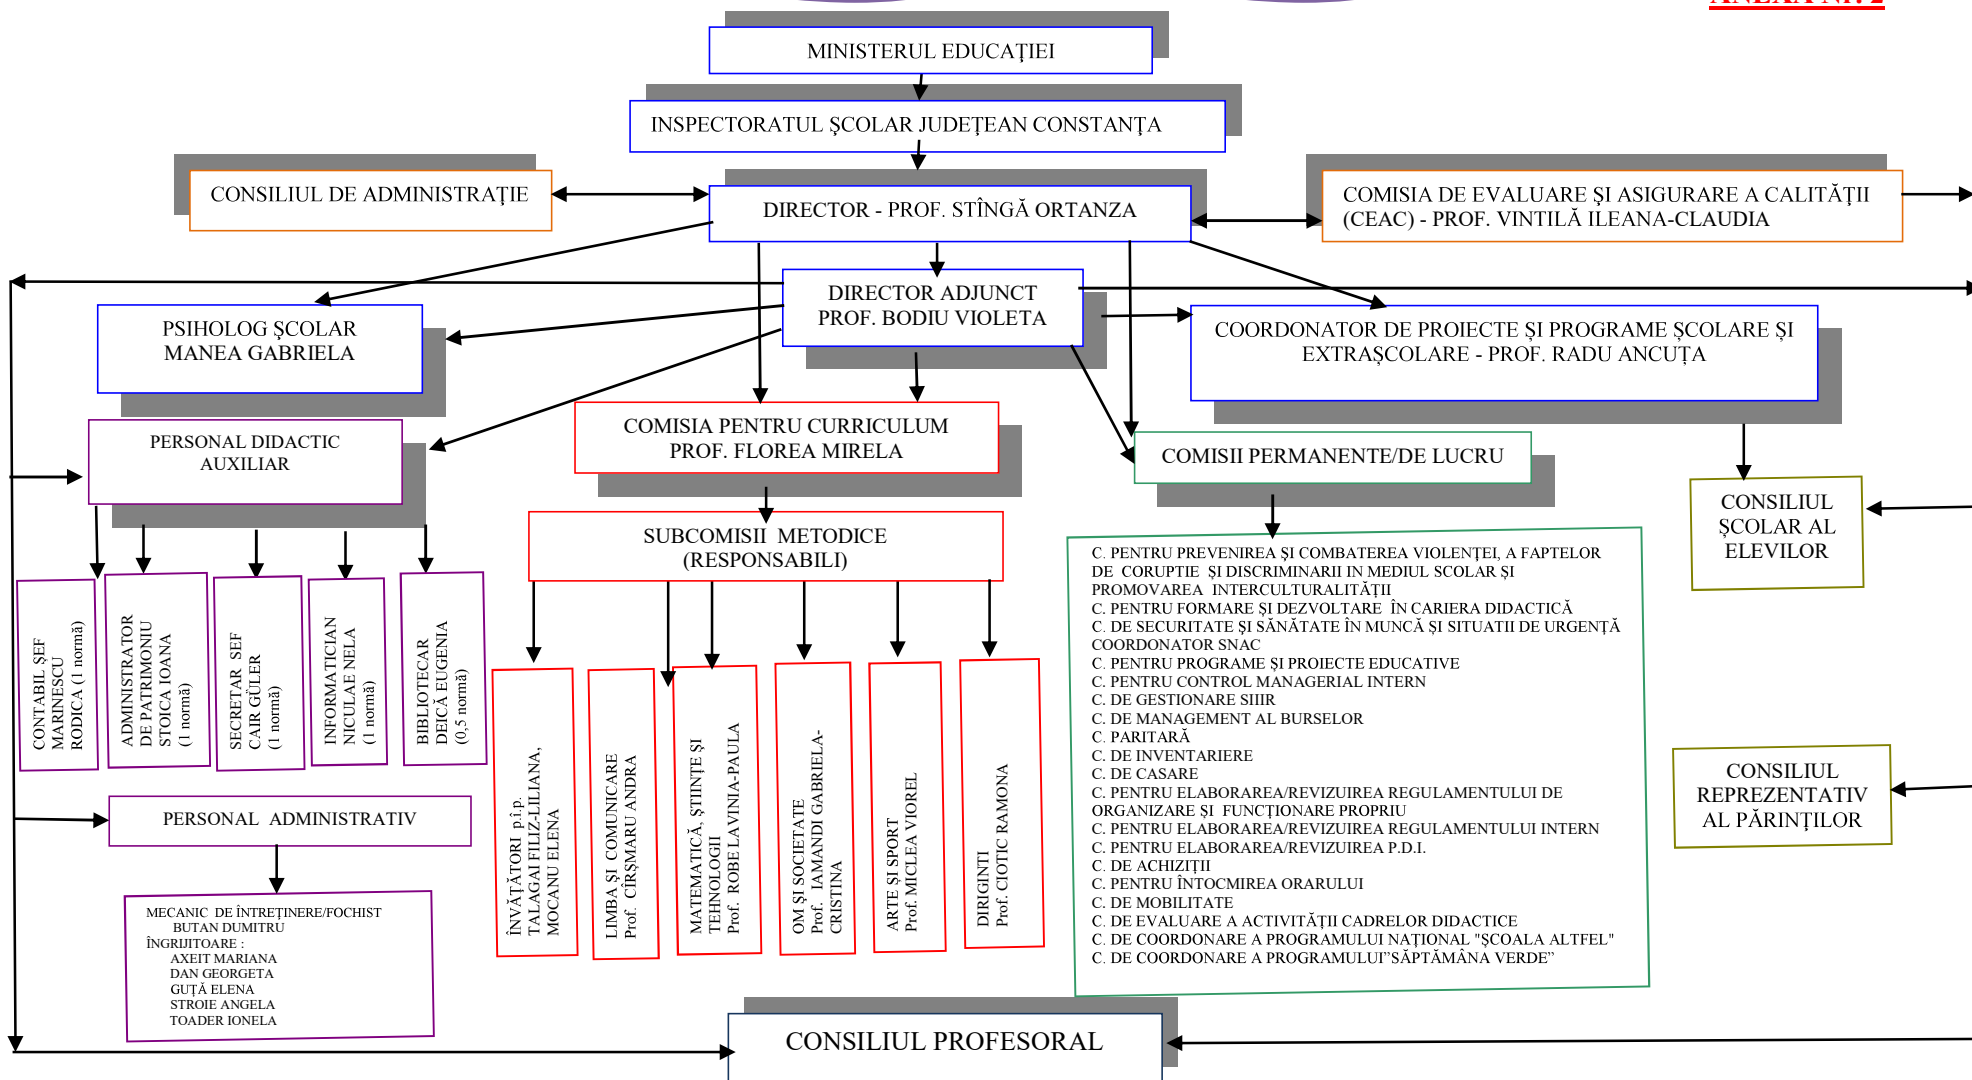 ANEXA Nr. 2
MINISTERUL EDUCAŢIEI
INSPECTORATUL ŞCOLAR JUDEŢEAN CONSTANŢA
CONSILIUL DE ADMINISTRAŢIE
DIRECTOR - PROF. STÎNGĂ ORTANZA
COMISIA DE EVALUARE ŞI ASIGURARE A CALITĂŢII
(CEAC) - PROF. VINTILĂ ILEANA-CLAUDIA
DIRECTOR ADJUNCT
PROF. BODIU VIOLETA
PSIHOLOG ŞCOLAR
MANEA GABRIELA
COORDONATOR DE PROIECTE ȘI PROGRAME ȘCOLARE ȘI
EXTRAȘCOLARE - PROF. RADU ANCUȚA
PERSONAL DIDACTIC
AUXILIAR
COMISIA PENTRU CURRICULUM
PROF. FLOREA MIRELA
COMISII PERMANENTE/DE LUCRU
CONSILIUL
ŞCOLAR AL
ELEVILOR
SUBCOMISII METODICE
(RESPONSABILI)
CONTABIL ŞEF
MARINESCU
RODICA (1 normă)
ADMINISTRATOR
DE PATRIMONIU
STOICA IOANA
(1 normă)
SECRETAR SEF
CAIR GÜLER
(1 normă)
INFORMATICIAN
NICULAE NELA
(1 normă)
BIBLIOTECAR
DEICĂ EUGENIA
(0,5 normă)
ÎNVĂŢĂTORI p.î.p.
TALAGAI FILIZ-LILIANA,
MOCANU ELENA
LIMBA ŞI COMUNICARE
Prof. CÎRŞMARU ANDRA
MATEMATICĂ, ŞTIINŢE ŞI
TEHNOLOGII
Prof. ROBE LAVINIA-PAULA
OM ŞI SOCIETATE
Prof. IAMANDI GABRIELA-
CRISTINA
ARTE ŞI SPORT
Prof. MICLEA VIOREL
DIRIGINTI
Prof. CIOTIC RAMONA
C. PENTRU PREVENIREA ŞI COMBATEREA VIOLENŢEI, A FAPTELOR
DE CORUPTIE ŞI DISCRIMINARII IN MEDIUL SCOLAR ŞI
PROMOVAREA INTERCULTURALITĂŢII
C. PENTRU FORMARE ŞI DEZVOLTARE ÎN CARIERA DIDACTICĂ
C. DE SECURITATE ŞI SĂNĂTATE ÎN MUNCĂ ŞI SITUATII DE URGENŢĂ
COORDONATOR SNAC
C. PENTRU PROGRAME ŞI PROIECTE EDUCATIVE
C. PENTRU CONTROL MANAGERIAL INTERN
C. DE GESTIONARE SIIIR
C. DE MANAGEMENT AL BURSELOR
C. PARITARĂ
C. DE INVENTARIERE
C. DE CASARE
C. PENTRU ELABORAREA/REVIZUIREA REGULAMENTULUI DE
ORGANIZARE ŞI FUNCŢIONARE PROPRIU
C. PENTRU ELABORAREA/REVIZUIREA REGULAMENTULUI INTERN
C. PENTRU ELABORAREA/REVIZUIREA P.D.I.
C. DE ACHIZIŢII
C. PENTRU ÎNTOCMIREA ORARULUI
C. DE MOBILITATE
C. DE EVALUARE A ACTIVITĂŢII CADRELOR DIDACTICE
C. DE COORDONARE A PROGRAMULUI NAŢIONAL "ŞCOALA ALTFEL"
C. DE COORDONARE A PROGRAMULUI”SĂPTĂMÂNA VERDE”
CONSILIUL
REPREZENTATIV
AL PĂRINŢILOR
PERSONAL ADMINISTRATIV
MECANIC DE ÎNTREŢINERE/FOCHIST
BUTAN DUMITRU
ÎNGRIJITOARE :
AXEIT MARIANA
DAN GEORGETA
GUŢĂ ELENA
STROIE ANGELA
TOADER IONELA
CONSILIUL PROFESORAL